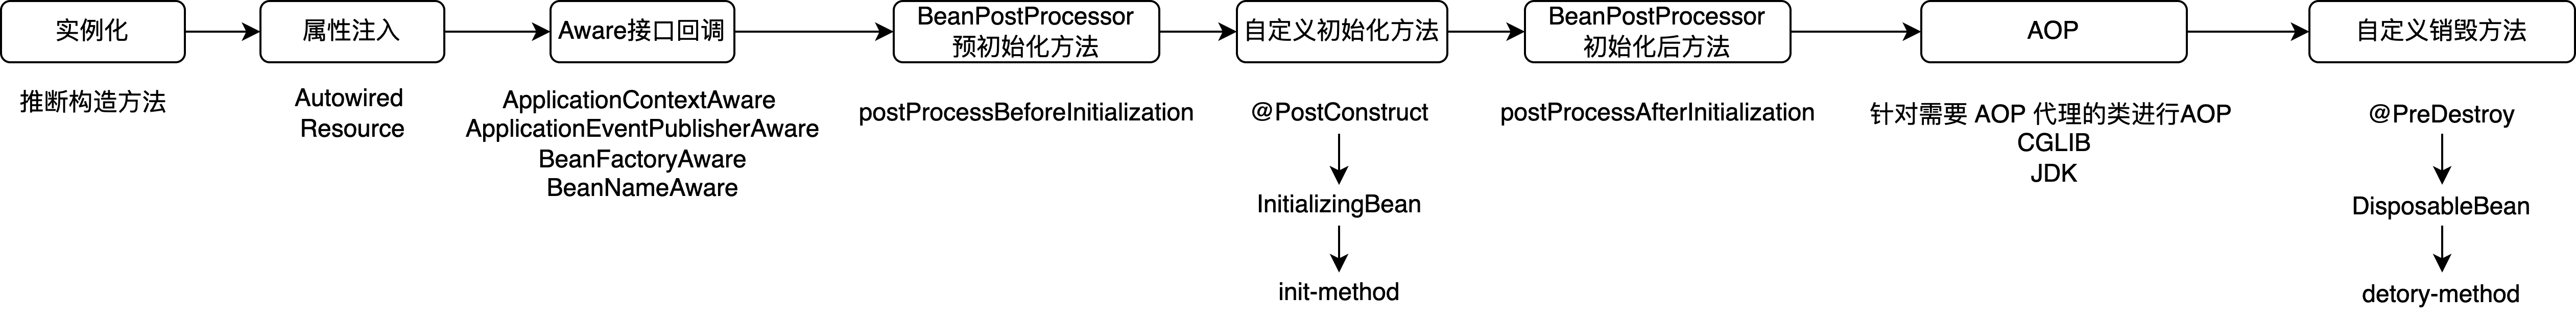 实例化
属性注入
Aware接口回调
BeanPostProcessor
预初始化方法
自定义初始化方法
BeanPostProcessor
初始化后方法
AOP
自定义销毁方法
推断构造方法
Autowired
Resource
ApplicationContextAware
ApplicationEventPublisherAware
BeanFactoryAware
BeanNameAware
postProcessBeforeInitialization
@PostConstruct
InitializingBean
init-method
postProcessAfterInitialization
针对需要 AOP 代理的类进行AOP
CGLIB
JDK
@PreDestroy
DisposableBean
detory-method